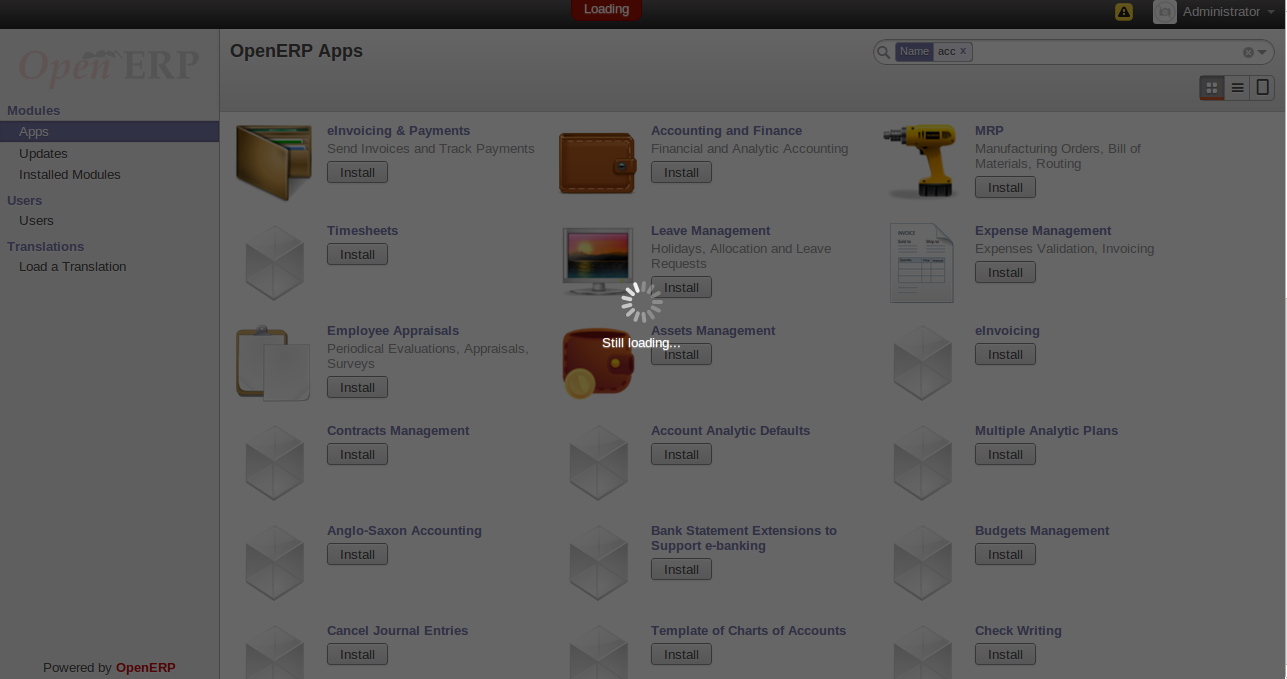 Loading
Administrator
Open ERP
OpenERP Apps
Name acc x
Modules
Apps
Updates
Installed Modules
Users
Users
Translations
Load a Translation
eInvoicing & Payments
Send Invoices and Track Payments
Install
Accounting and Finance
Financial and Analytic Accounting
Install
MRP
Manufacturing Orders, Bill of
Materials, Routing
Install
Timesheets
Install
Leave Management
Holidays, Allocation and Leave
Requests
Install
INVOICE
Expense Management
Expenses Validation, Invoicing
Install
Still loading...
Employee Appraisals
Periodical Evaluations, Appraisals,
Surveys
Install
Assets Management
Install
eInvoicing
Install
Contracts Management
Install
Account Analytic Defaults
Install
Multiple Analytic Plans
Install
Anglo-Saxon Accounting
Install
Bank Statement Extensions to
Support e-banking
Install
Budgets Management
Install
Cancel Journal Entries
Install
Template of Charts of Accounts
Install
Check Writing
Install
Powered by OpenERP